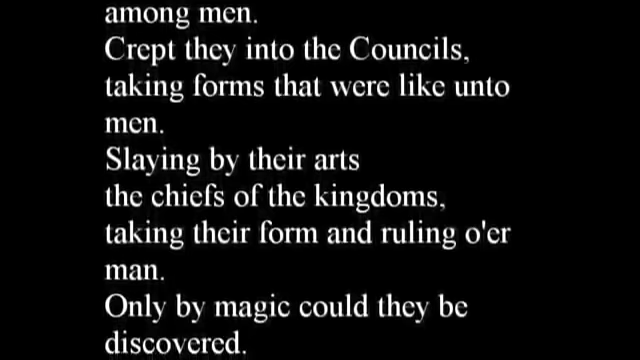 among men.
Crept they into the Councils,
taking forms that were like unto
men.
Slaying by their arts
the chiefs of the kingdoms,
taking their form and ruling o'er
man.
Only by magic could they be
discovered.